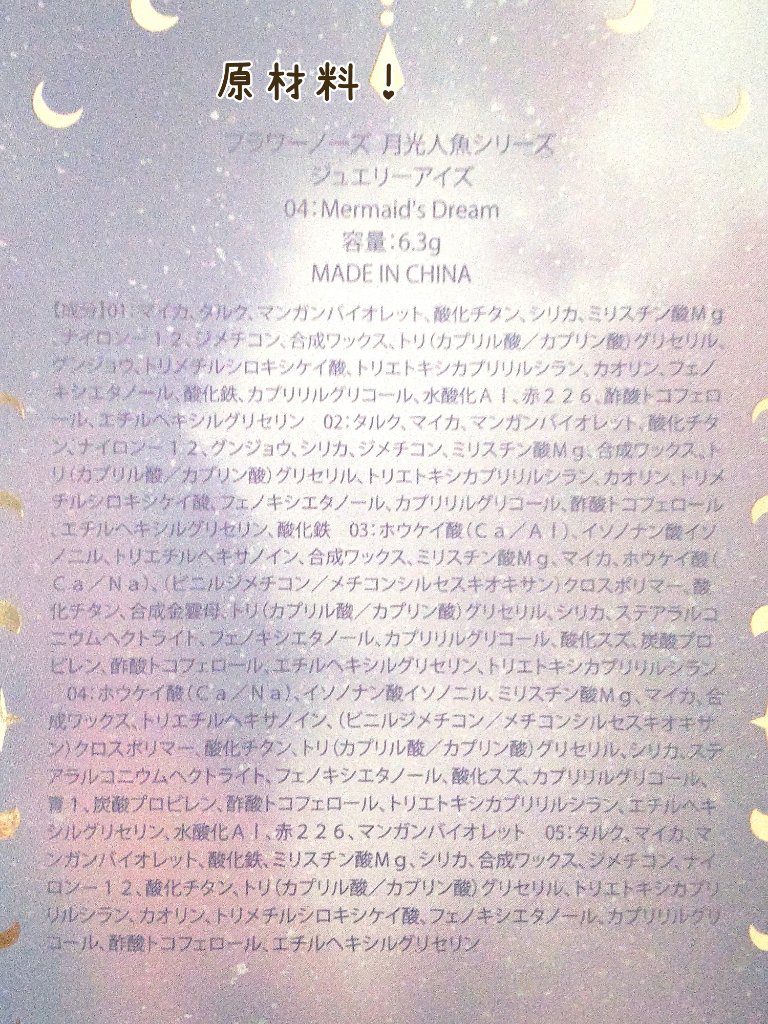 原材料!
フラワーノーズ 月光人魚シリーズ
ジュエリーアイズ
04:Mermaid's Dream
容量:6.3g
MADE IN CHINA
【成分】01:マイカ、タルク、マンガンバイオレット、酸化チタン、シリカ、ミリスチン酸Mg
、ナイロンー12、ジメチコン、合成ワックス、トリ(カプリル酸/カプリン酸)グリセリル、
グンジョウ、トリメチルシロキシケイ酸、トリエトキシカプリリルシラン、カオリン、フェノ
キシエタノール、酸化鉄、カプリリルグリコール、水酸化Al、赤226、酢酸トコフェロ
ール、エチルヘキシルグリセリン 02:タルク、マイカ、マンガンバイオレット、酸化チタ
ン、ナイロンー12、グンジョウ、シリカ、ジメチコン、ミリスチン酸Mg、合成ワックス、ト
リ(カプリル酸/カプリン酸)グリセリル、トリエトキシカプリリルシラン、カオリン、トリメ
チルシロキシケイ酸、フェノキシエタノール、カプリリルグリコール、酢酸トコフェロール
、エチルヘキシルグリセリン、酸化鉄 03:ホウケイ酸(Ca/Al)、イソノナン酸イソ
ノニル、トリエチルヘキサノイン、合成ワックス、ミリスチン酸Mg、マイカ、ホウケイ酸(
Ca/Na)、(ビニルジメチコン/メチコンシルセスキオキサン)クロスポリマー、酸
化チタン、合成金雲母、トリ(カプリル酸/カプリン酸)グリセリル、シリカ、ステアラルコ
ニウムヘクトライト、フェノキシエタノール、カプリリルグリコール、酸化スズ、炭酸プロ
ピレン、酢酸トコフェロール、エチルヘキシルグリセリン、トリエトキシカプリリルシラン
04:ホウケイ酸(Ca/Na)、イソノナン酸イソノニル、ミリスチン酸Mg、マイカ、合
成ワックス、トリエチルヘキサノイン、(ビニルジメチコン/メチコンシルセスキオキサ
ン)クロスポリマー、酸化チタン、トリ(カプリル酸/カプリン酸)グリセリル、シリカ、ステ
アラルコニウムヘクトライト、フェノキシエタノール、酸化スズ、カプリリルグリコール、
青1、炭酸プロピレン、酢酸トコフェロール、トリエトキシカプリリルシラン、エチルヘキ
シルグリセリン、水酸化Al、赤226、マンガンバイオレット 05:タルク、マイカ、マ
ンガンバイオレット、酸化鉄、ミリスチン酸Mg、シリカ、合成ワックス、ジメチコン、ナイ
ロンー12、酸化チタン、トリ(カプリル酸/カプリン酸)グリセリル、トリエトキシカプリ
リルシラン、カオリン、トリメチルシロキシケイ酸、フェノキシエタノール、カプリリルグリ
コール、酢酸トコフェロール、エチルヘキシルグリセリン